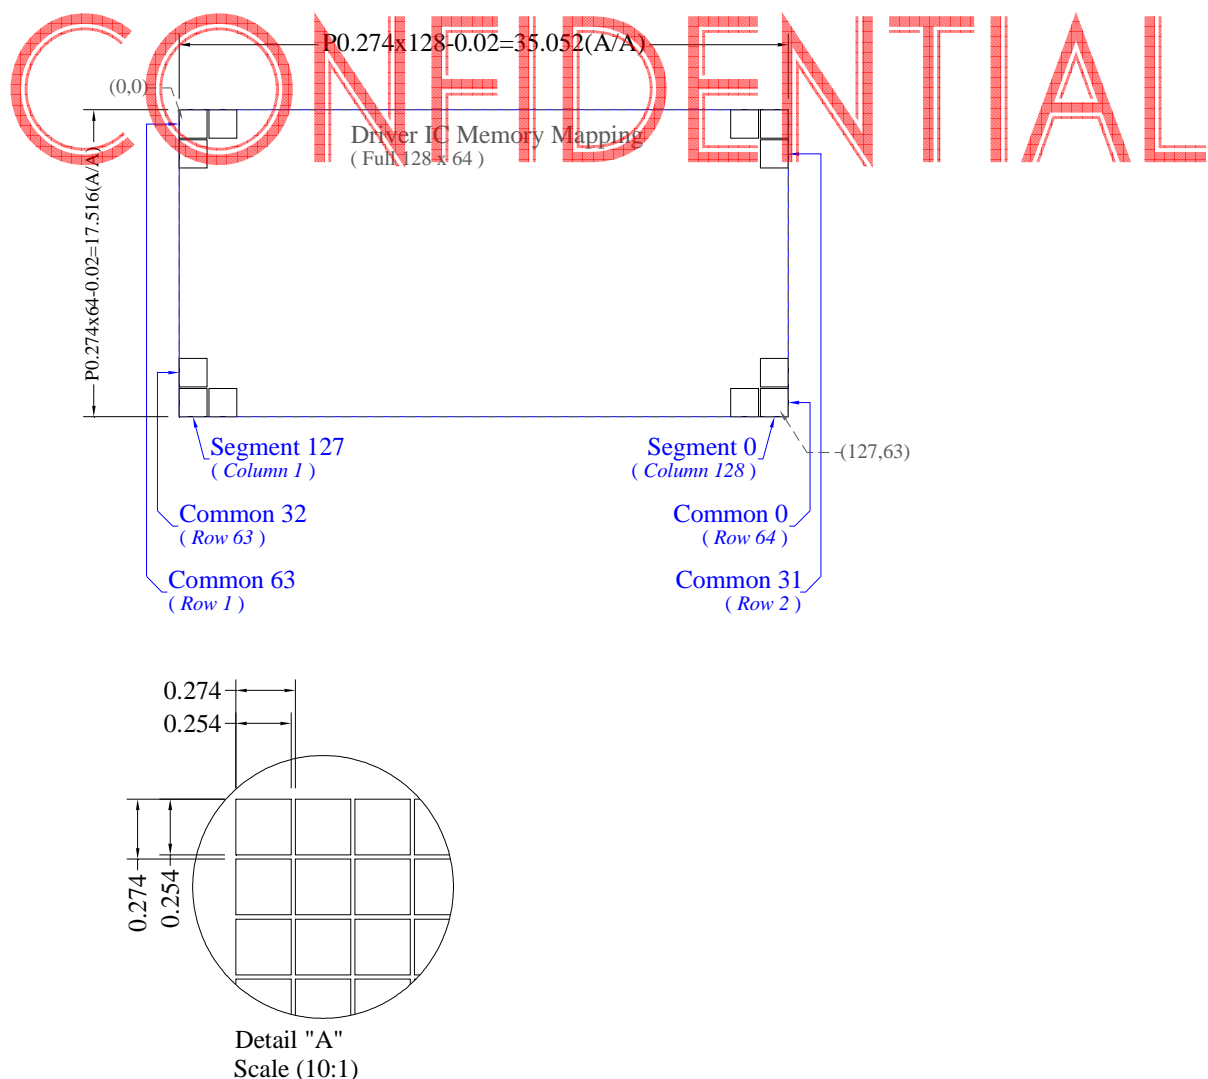 CONFIDENTIAL
P0.274x128-0.02=35.052(A/A)
(0,0)
Driver IC Memory Mapping
( Full 128 x 64 )
P0.274x64-0.02=17.516(A/A)
Segment 127
( Column 1 )
Segment 0
( Column 128 )
(127,63)
Common 32
( Row 63 )
Common 0
( Row 64 )
Common 63
( Row 1 )
Common 31
( Row 2 )
0.274
0.254
0.274
0.254
Detail "A"
Scale (10:1)